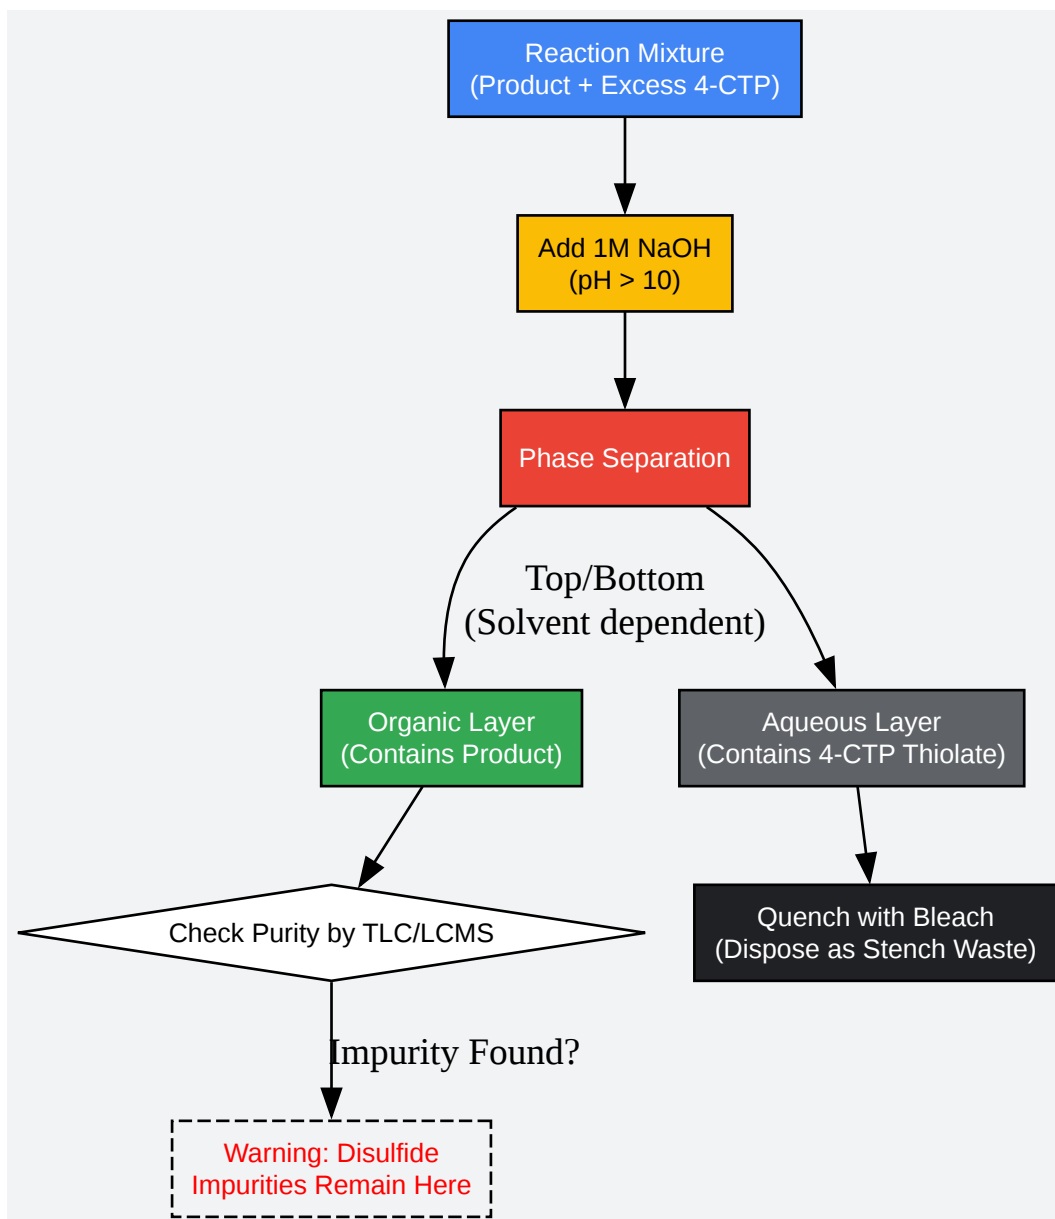 Reaction Mixture
(Product + Excess 4-CTP)
Add 1M NaOH
(pH > 10)
Phase Separation
Top/Bottom
(Solvent dependent)
Organic Layer
(Contains Product)
Aqueous Layer
(Contains 4-CTP Thiolate)
Check Purity by TLC/LCMS
Quench with Bleach
(Dispose as Stench Waste)
Impurity Found?
Warning: Disulfide
Impurities Remain Here